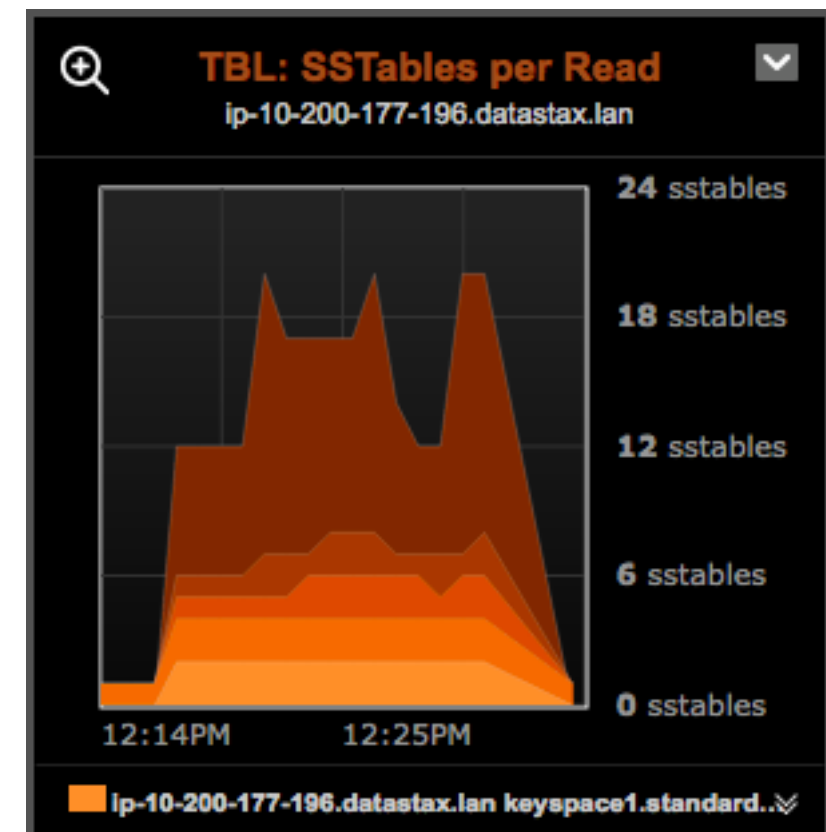 TBL: SSTables per Read
ip-10-200-177-196.datastax.lan
24 sstables
18 sstables
12 sstables
6 sstables
0 sstables
12:14PM 12:25PM
ip-10-200-177-196.datastax.lan keyspace1.standard..